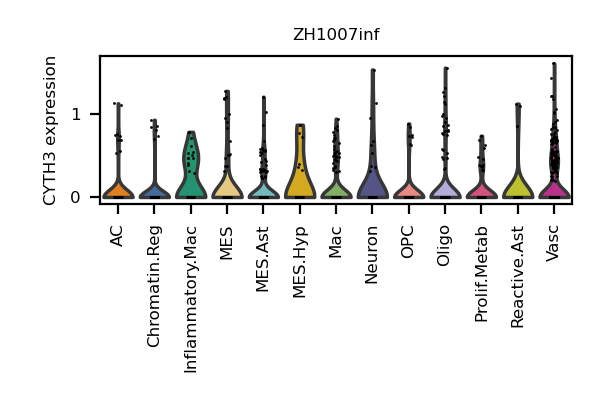 ZH1007inf
CYTH3 expression
1
0
AC
Chromatin.Reg
Inflammatory.Mac
MES
MES.Ast
MES.Hyp
Mac
Neuron
OPC
Oligo
Prolif.Metab
Reactive.Ast
Vasc